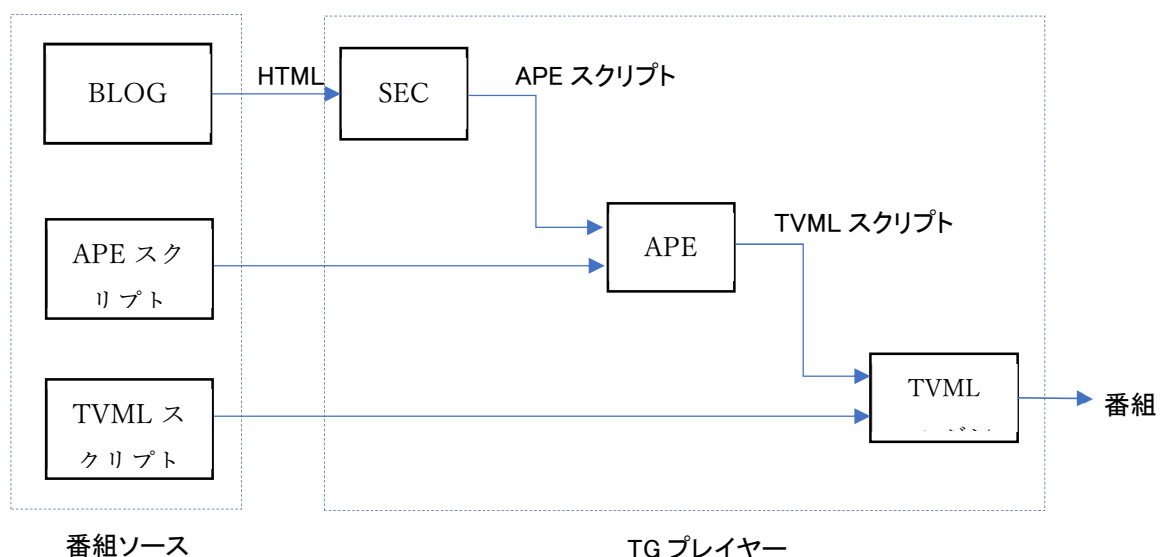 BLOG
HTML
SEC
APE スクリプト
APE スク
リプト
APE
TVML スクリプト
TVML ス
クリプト
TVML
番組
番組ソース
TG プレイヤー